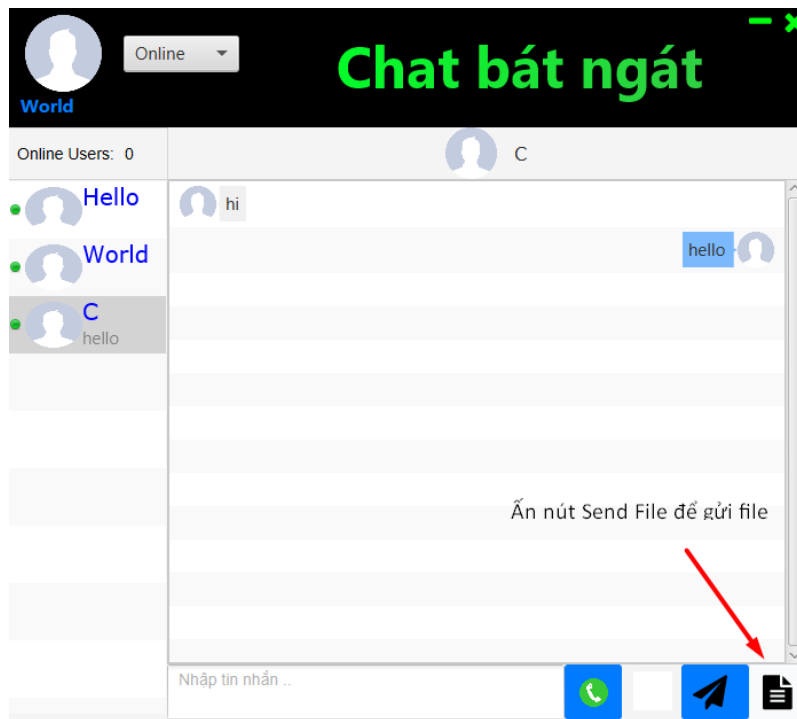 Online
Chat bát ngát
World
Online Users: 0
C
Hello
World
C
hello
hi
hello
Ấn nút Send File để gửi file
Nhập tin nhắn ..